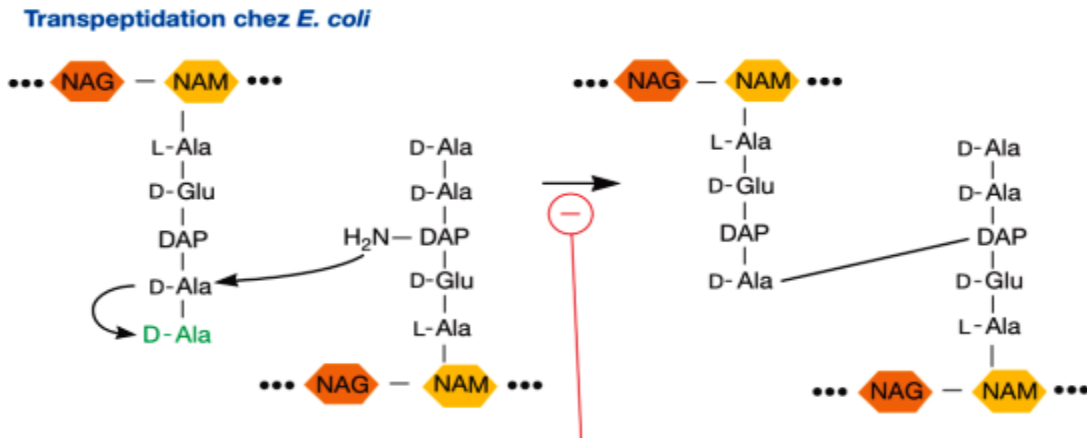 Transpeptidation chez E. coli
••• NAG — NAM •••
L-Ala
D-Glu
DAP
D-Ala
D-Ala
D-Ala
D-Ala
H₂N— DAP
D-Glu
L-Ala
••• NAG — NAM •••
−
••• NAG — NAM •••
L-Ala
D-Glu
DAP
D-Ala
D-Ala
D-Ala
DAP
D-Glu
L-Ala
••• NAG — NAM •••